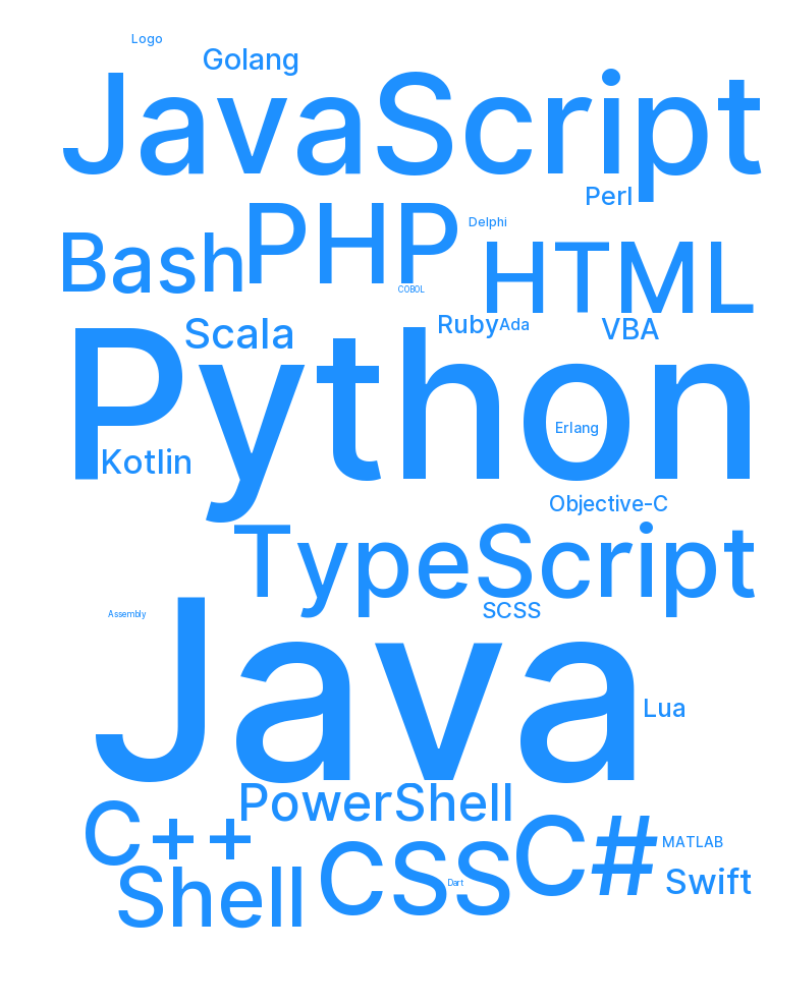 Logo
Golang
JavaScript
Perl
PHP
Delphi
Bash
HTML
COBOL
Scala
Ruby
Ada
VBA
Python
Erlang
Kotlin
Objective-C
TypeScript
SCSS
Assembly
Java
Lua
PowerShell
C++
C#
MATLAB
CSS
Dart
Swift
Shell